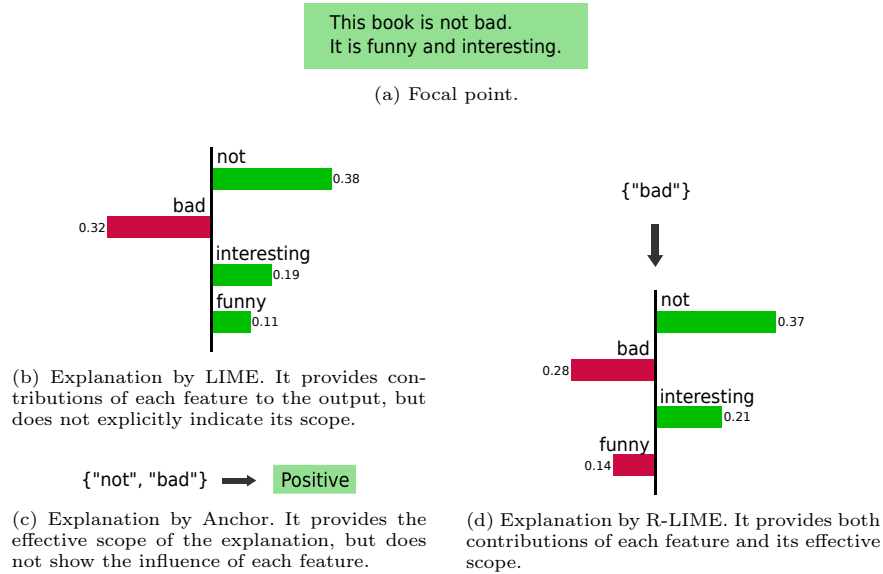 This book is not bad.
It is funny and interesting.
(a) Focal point.
not
0.38
bad
0.32
interesting
0.19
funny
0.11
(b) Explanation by LIME. It provides con-
tributions of each feature to the output, but
does not explicitly indicate its scope.
{"not", "bad"}
Positive
(c) Explanation by Anchor. It provides the
effective scope of the explanation, but does
not show the influence of each feature.
{"bad"}
not
0.37
bad
0.28
interesting
0.21
funny
0.14
(d) Explanation by R-LIME. It provides both
contributions of each feature and its effective
scope.